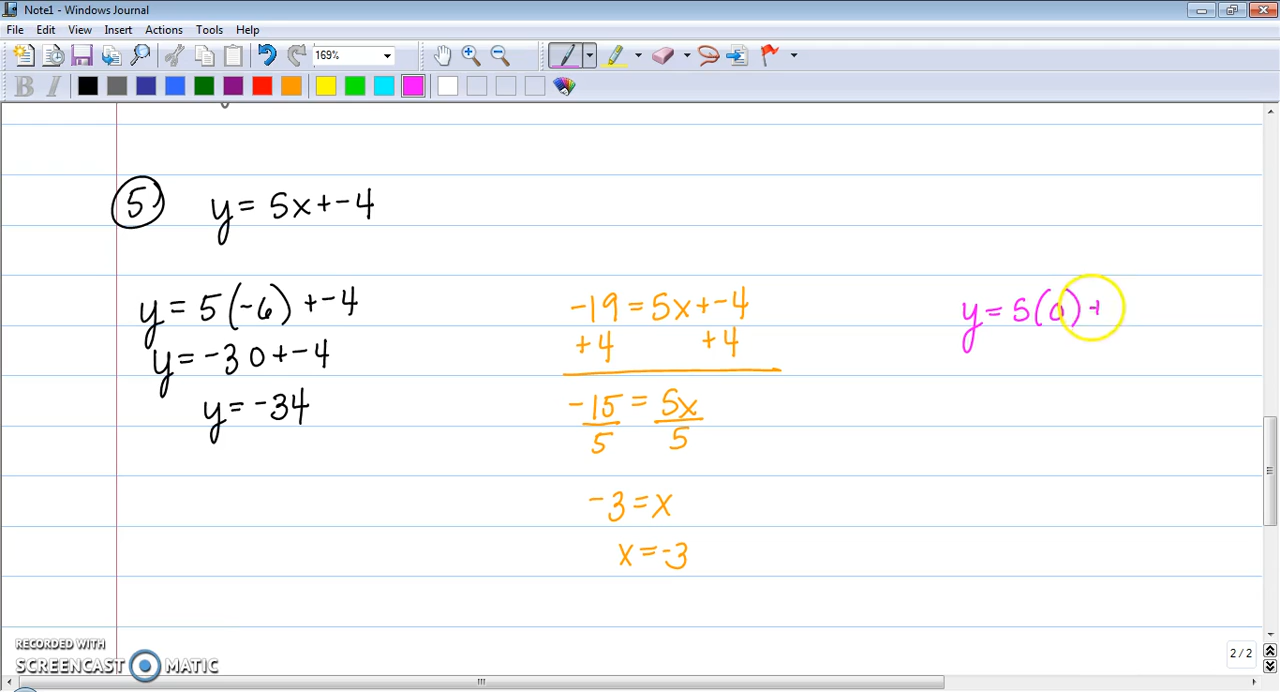 Note1 - Windows Journal
File Edit View Insert Actions Tools Help
169%
B I
5 y = 5x+-4
y = 5(-6) +-4
y = -30+-4
y = -34
-19 = 5x+-4
+4 +4
-15 = 5x
5 5
-3 = x
x = -3
y = 5(0) +
RECORDED WITH
SCREENCAST MATIC
2 / 2